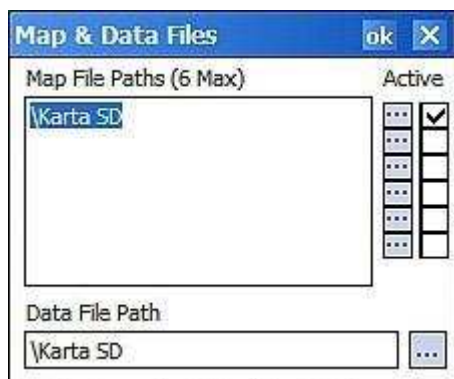 Map & Data Files ok
Map File Paths (6 Max) Active
\Karta SD
...
...
...
...
...
...
Data File Path
\Karta SD ...